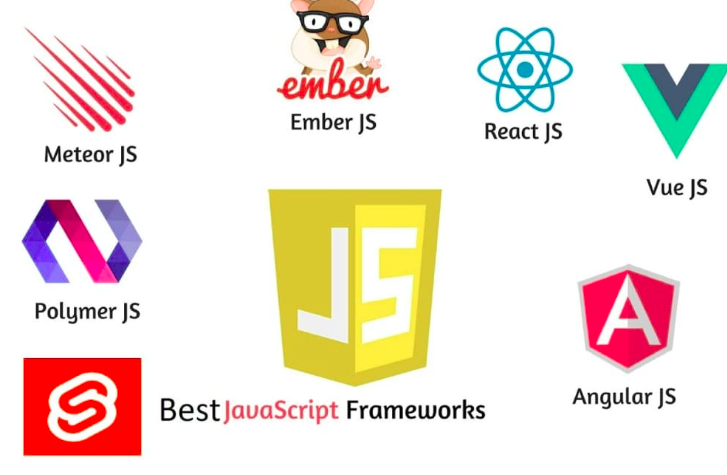 ember
Ember JS
React JS
Meteor JS
Vue JS
JS
Polymer JS
A
Angular JS
Best JavaScript Frameworks